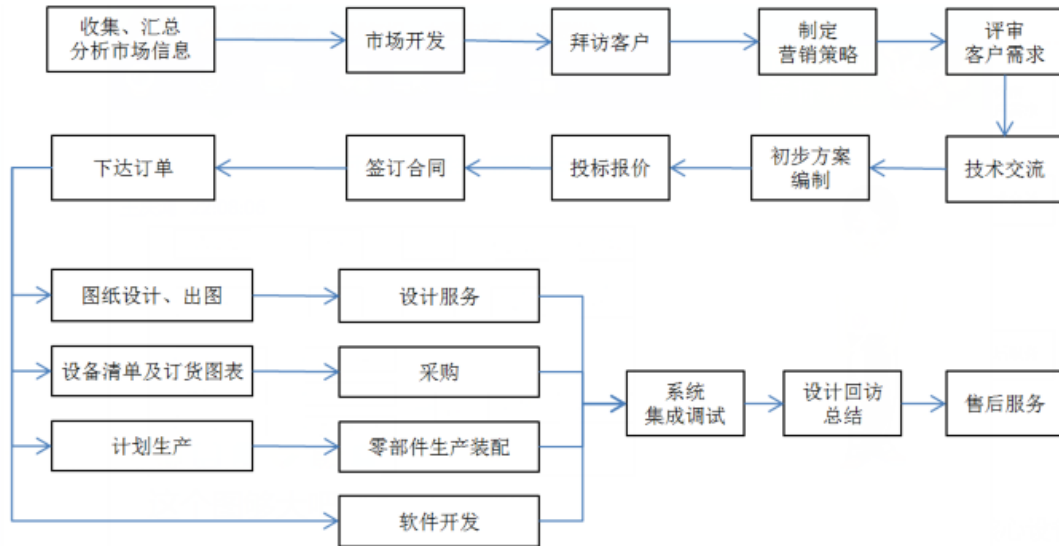 收集、汇总
分析市场信息
市场开发
拜访客户
制定
营销策略
评审
客户需求
下达订单
签订合同
投标报价
初步方案
编制
技术交流
图纸设计、出图
设计服务
设备清单及订货图表
采购
系统
集成调试
设计回访
总结
售后服务
计划生产
零部件生产装配
软件开发